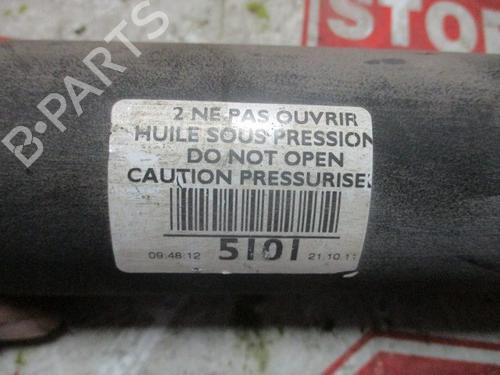 B-PARTS
STO
2 NE PAS OUVRIR
HUILE SOUS PRESSION
DO NOT OPEN
CAUTION PRESSURISE
5101
09:48:12
21.10.1